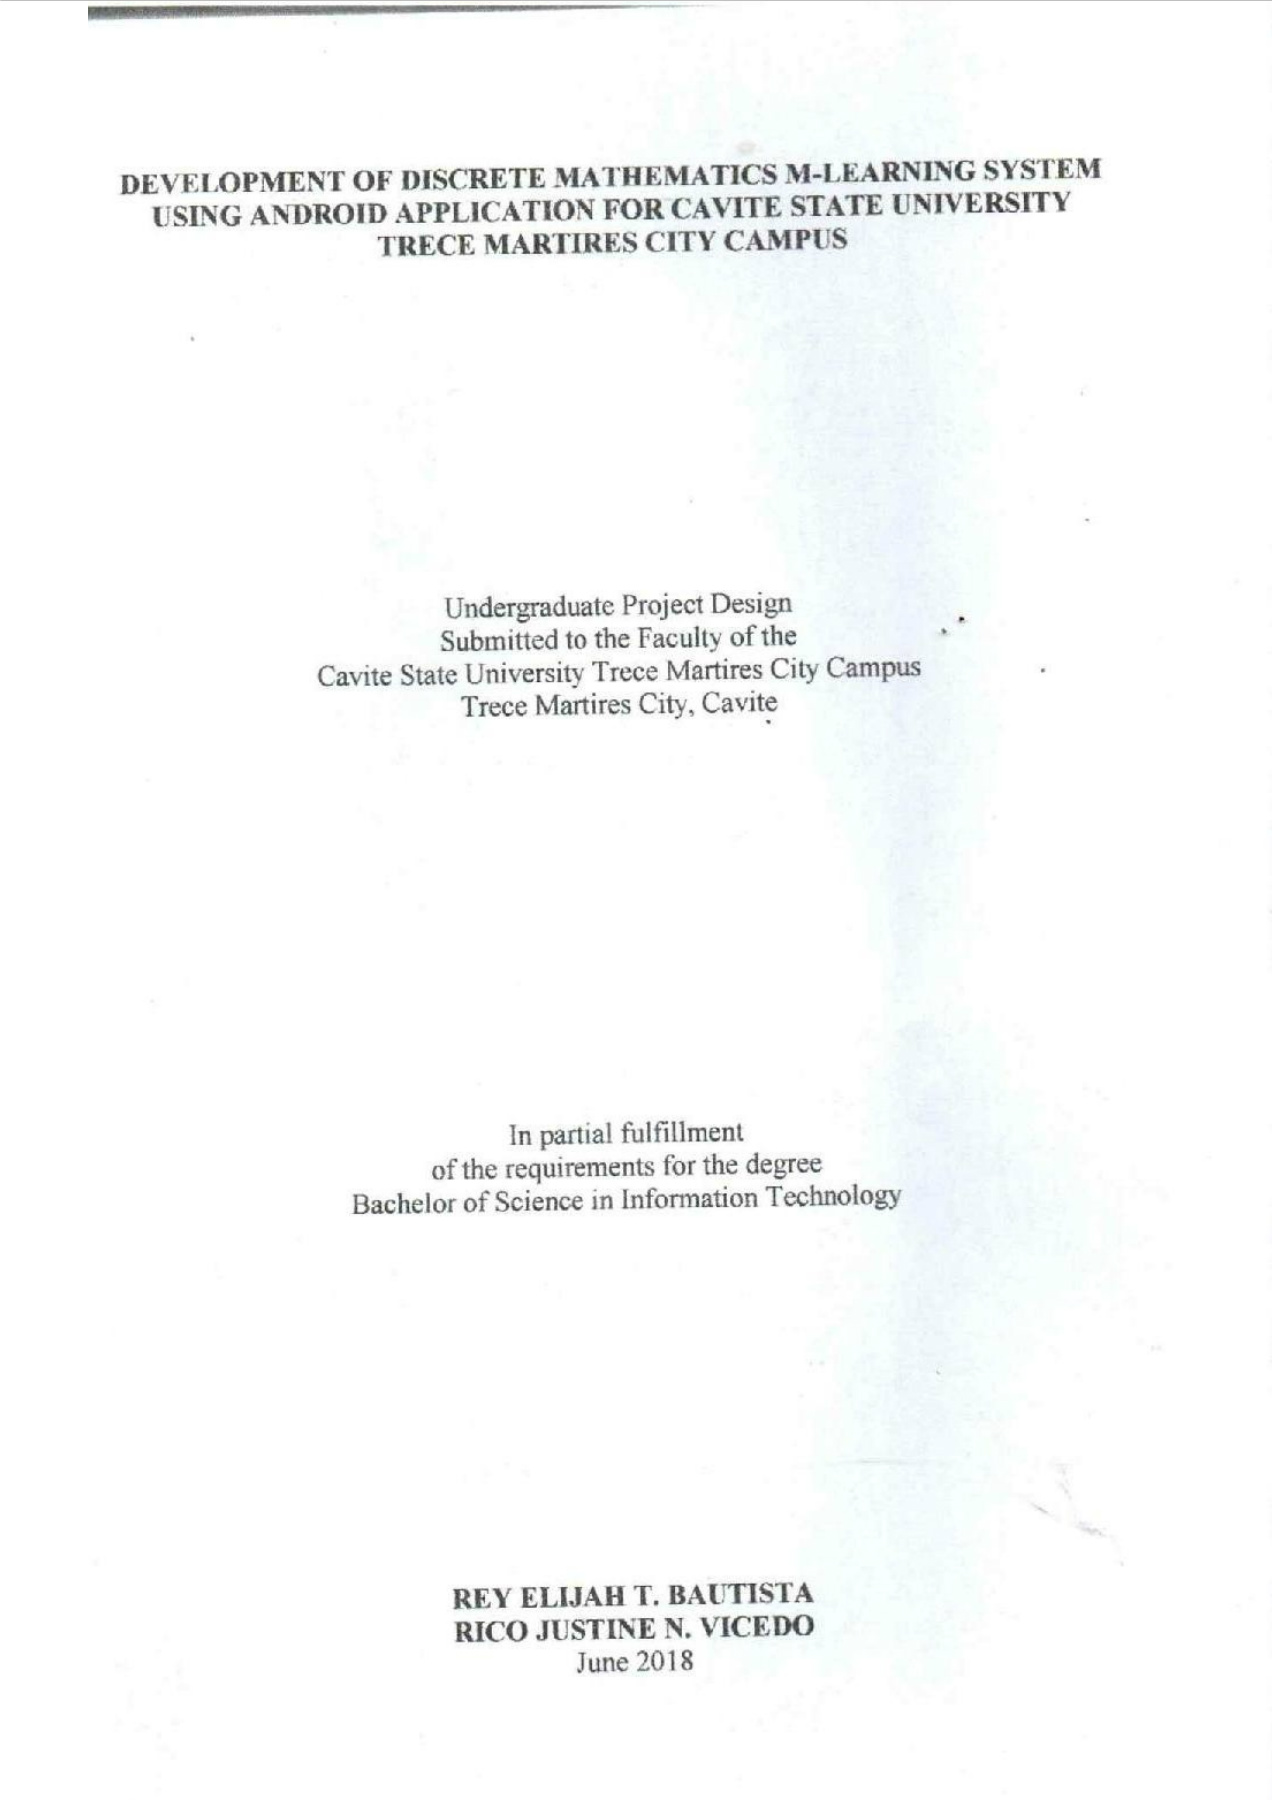 DEVELOPMENT OF DISCRETE MATHEMATICS M-LEARNING SYSTEM
USING ANDROID APPLICATION FOR CAVITE STATE UNIVERSITY
TRECE MARTIRES CITY CAMPUS
Undergraduate Project Design
Submitted to the Faculty of the
Cavite State University Trece Martires City Campus
Trece Martires City, Cavite
In partial fulfillment
of the requirements for the degree
Bachelor of Science in Information Technology
REY ELIJAH T. BAUTISTA
RICO JUSTINE N. VICEDO
June 2018